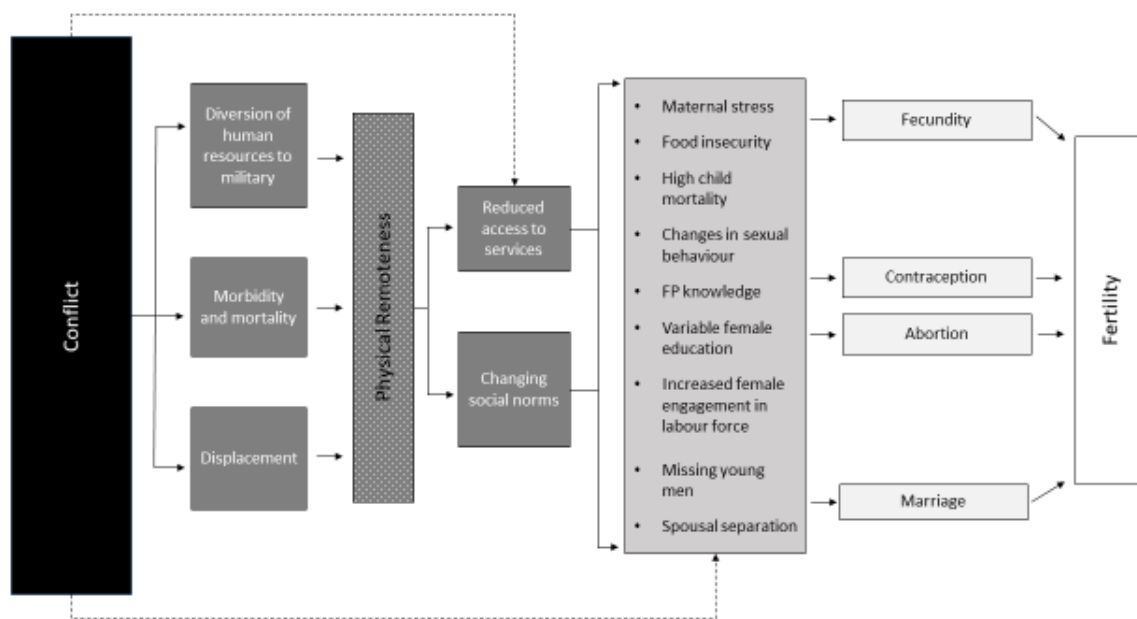 Conflict
Diversion of
human
resources to
military
Morbidity
and mortality
Displacement
Physical Remoteness
Reduced
access to
services
Changing
social norms
• Maternal stress
• Food insecurity
• High child
mortality
• Changes in sexual
behaviour
• FP knowledge
• Variable female
education
• Increased female
engagement in
labour force
• Missing young
men
• Spousal separation
Fecundity
Contraception
Abortion
Marriage
Fertility